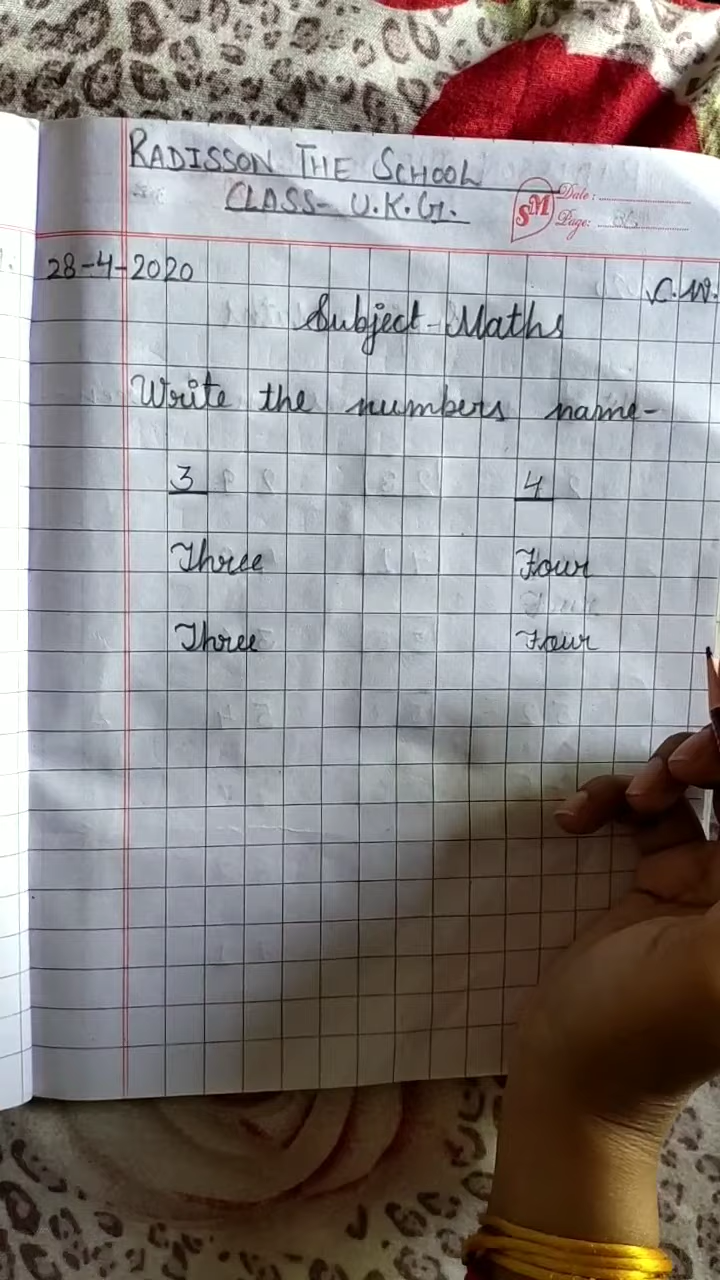 RADISSON THE SCHOOL
CLASS- U.K.G.
SM
Date :
Page:
28-4-2020
C.W.
Subject-Maths
Write the numbers name-
3 4
Three Four
Three Four